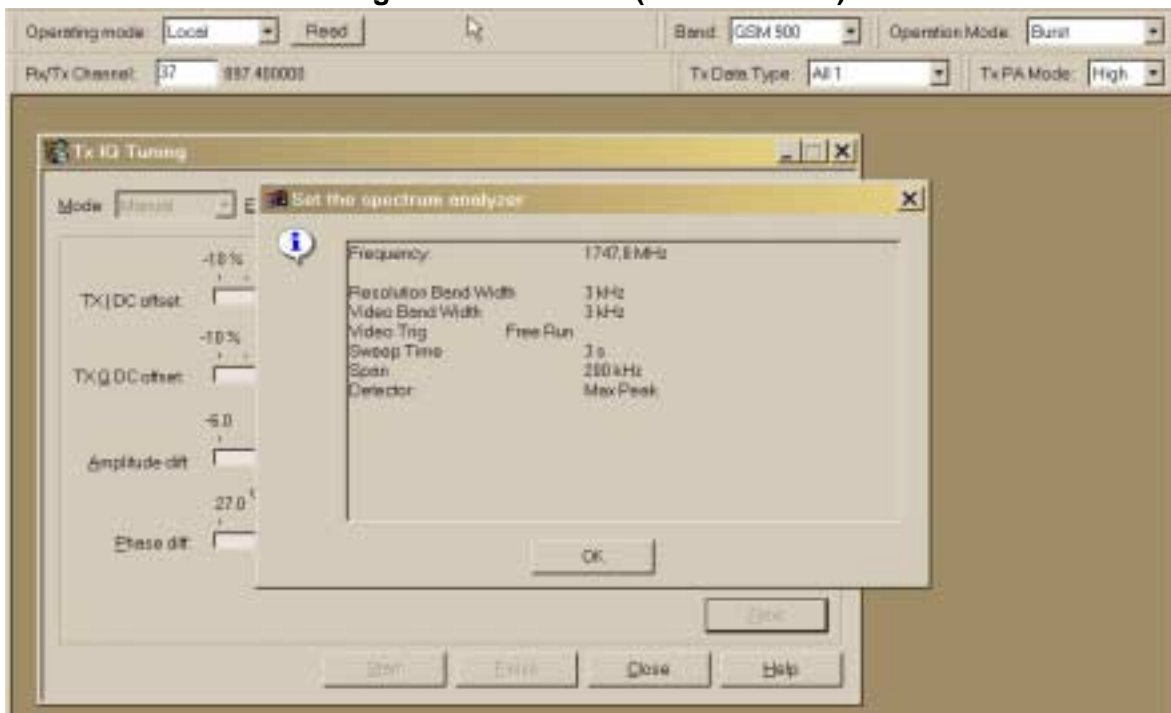 Operating mode: Local Read Band: GSM 900 Operation Mode: Burst
Rx/Tx Channel: 37 897.400000 Tx Data Type: All 1 Tx PA Mode: High
Tx IQ Tuning
Mode Manual E
Set the spectrum analyzer
Frequency: 1747,8 MHz
Resolution Band Width 3 kHz
Video Band Width 3 kHz
Video Trig Free Run
Sweep Time 3 s
Span 200 kHz
Detector: Max Peak
OK
-10 %
TX I DC offset:
-10 %
TX Q DC offset:
-6.0
Amplitude diff:
27.0
Phase diff:
Start Close Help